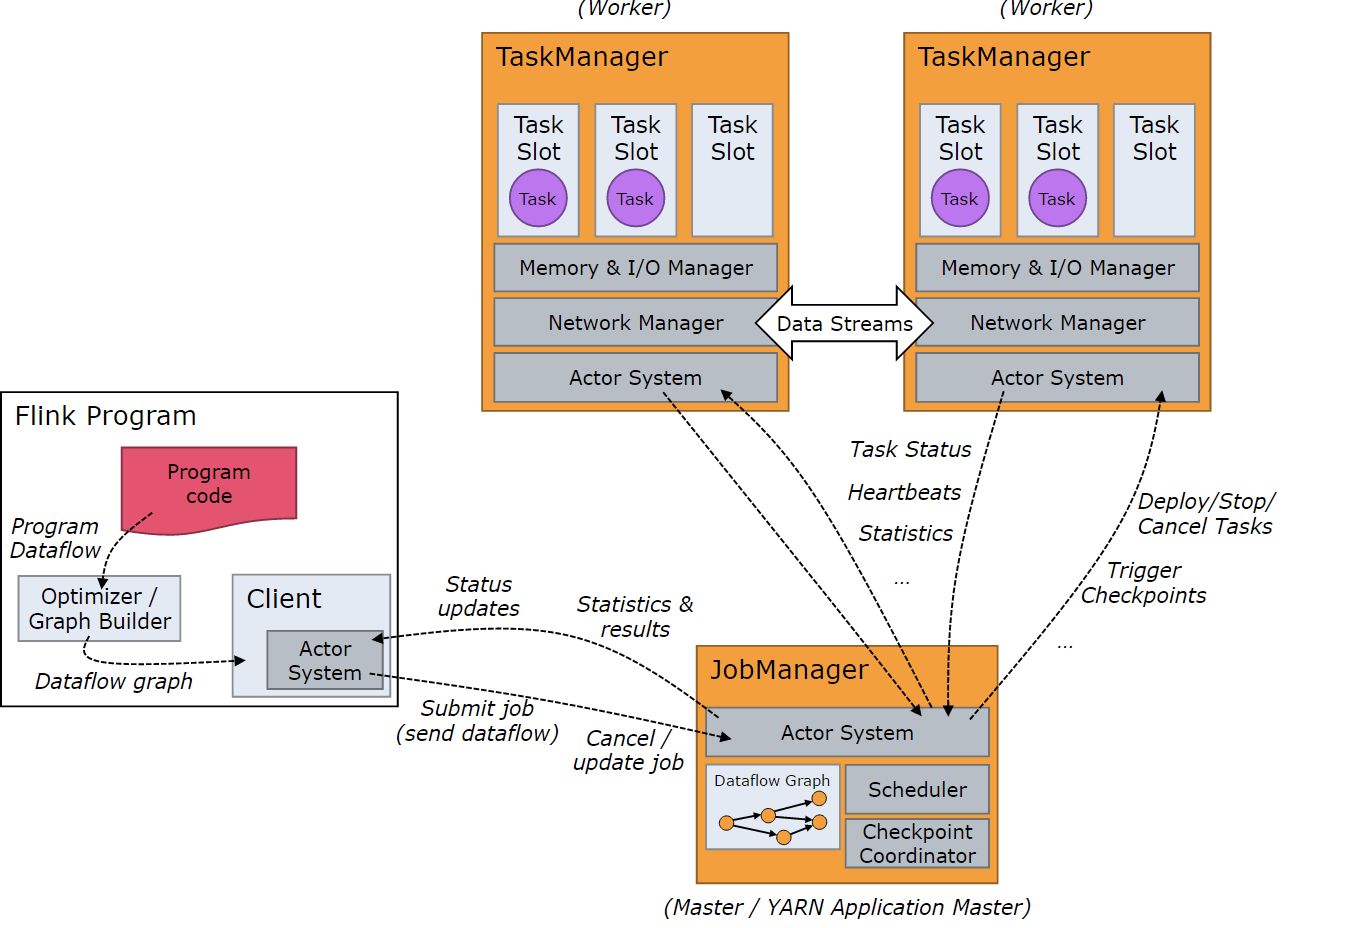 (Worker)
(Worker)
TaskManager
Task
Slot
Task
Task
Slot
Task
Task
Slot
Memory & I/O Manager
Network Manager
Actor System
TaskManager
Task
Slot
Task
Task
Slot
Task
Task
Slot
Memory & I/O Manager
Network Manager
Actor System
Data Streams
Flink Program
Program
code
Program
Dataflow
Optimizer /
Graph Builder
Dataflow graph
Client
Actor
System
Status
updates
Statistics &
results
Submit job
(send dataflow)
Cancel /
update job
Task Status
Heartbeats
Statistics
...
Deploy/Stop/
Cancel Tasks
Trigger
Checkpoints
...
JobManager
Actor System
Dataflow Graph
Scheduler
Checkpoint
Coordinator
(Master / YARN Application Master)